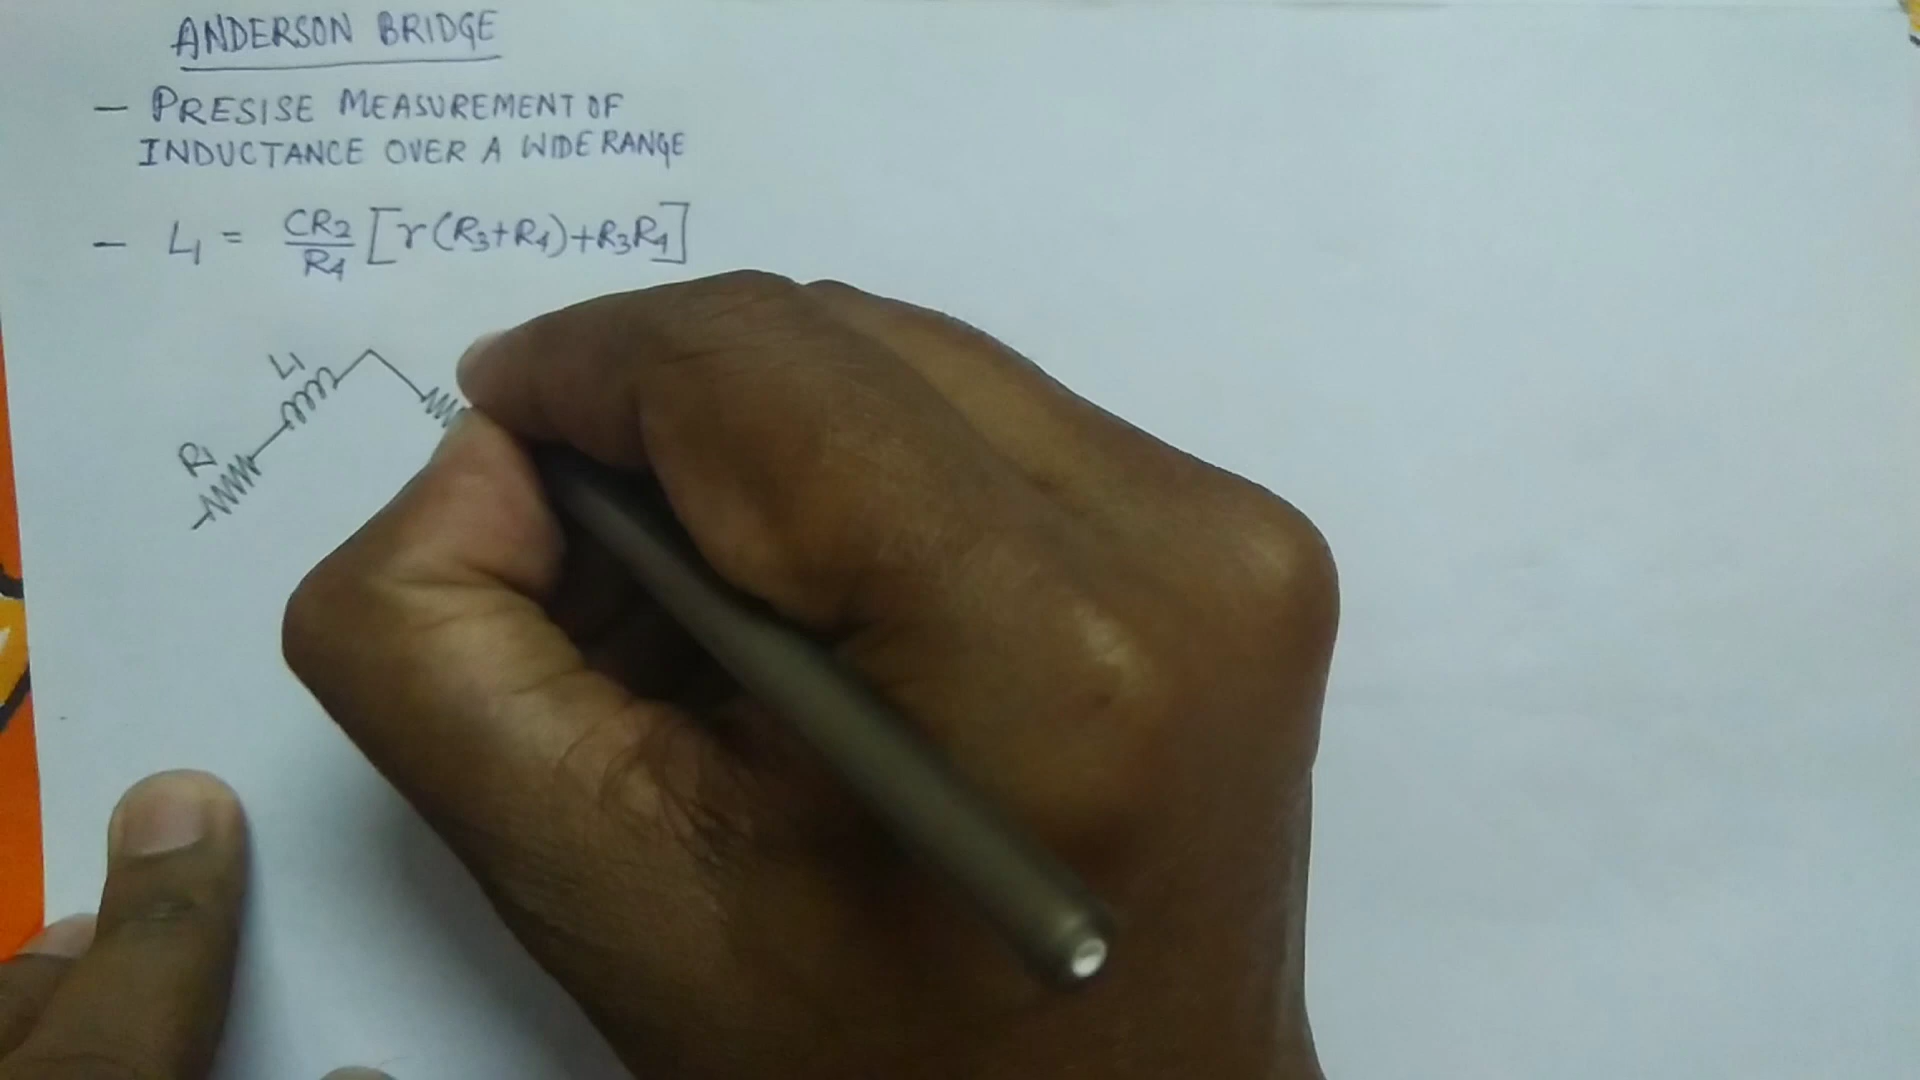 ANDERSON BRIDGE
- PRESISE MEASUREMENT OF
INDUCTANCE OVER A WIDE RANGE
- L1 = CR2/R4 [r(R3+R4)+R3R4]
L1
R1